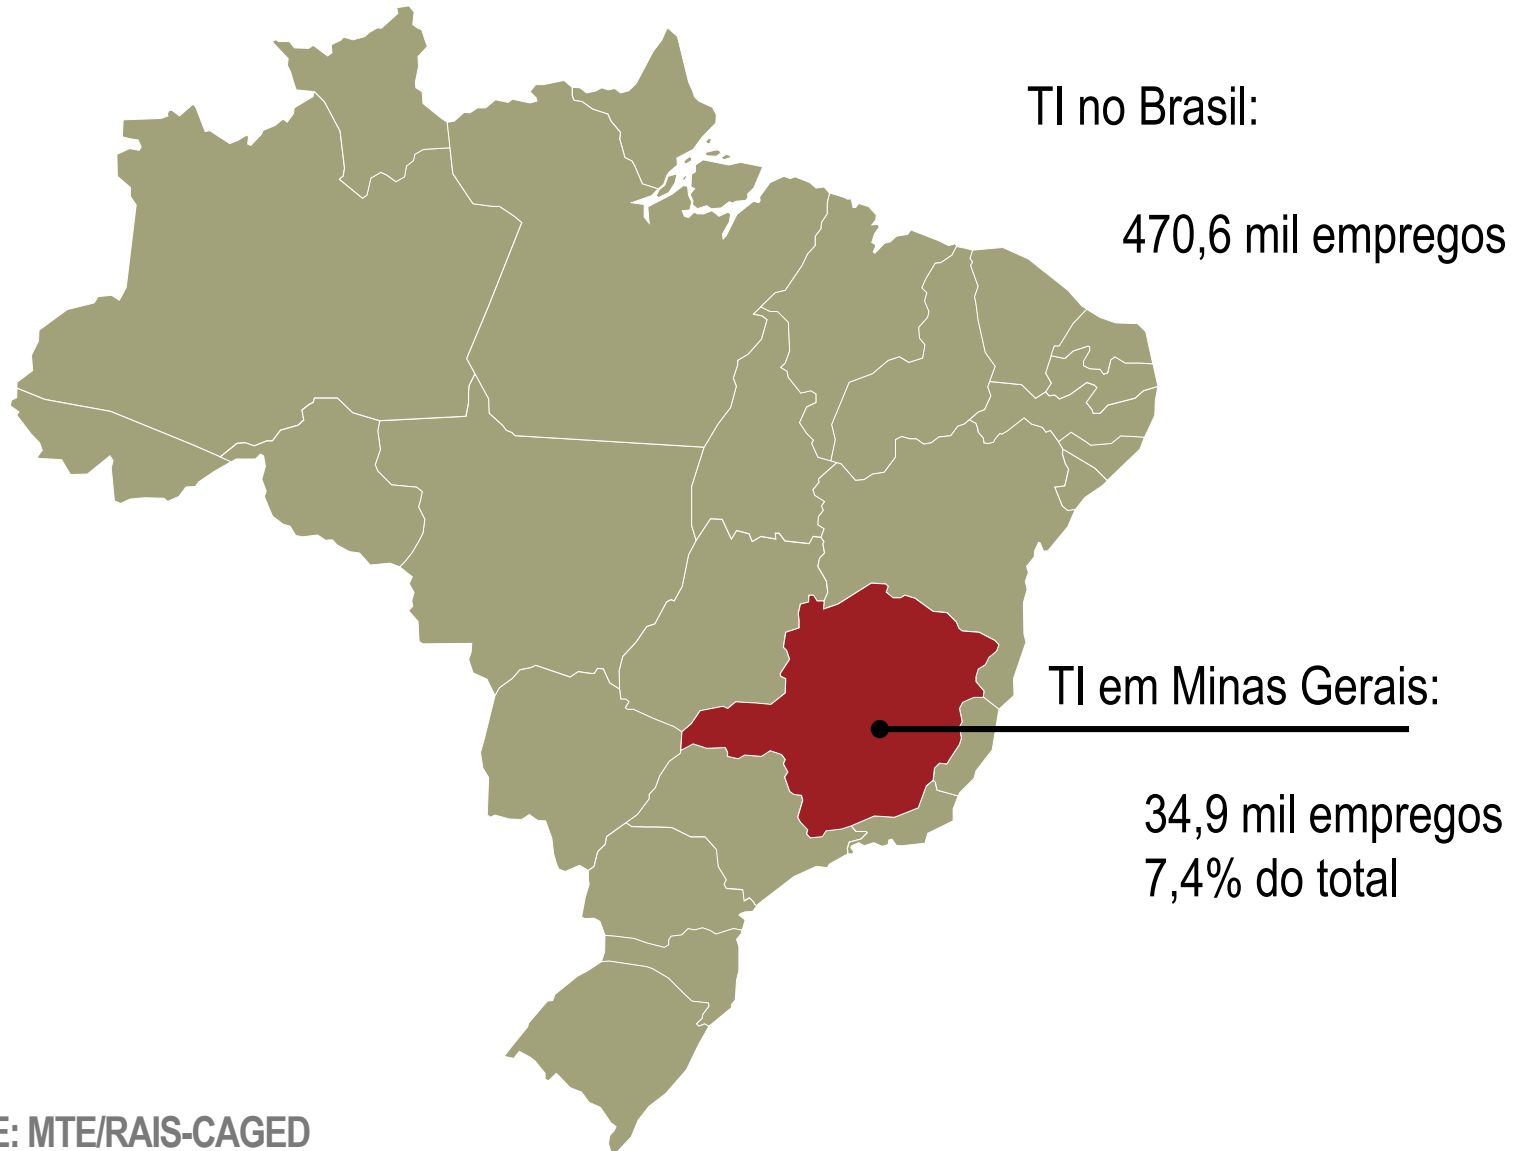 TI no Brasil:
470,6 mil empregos
TI em Minas Gerais:
34,9 mil empregos
7,4% do total
E: MTE/RAIS-CAGED